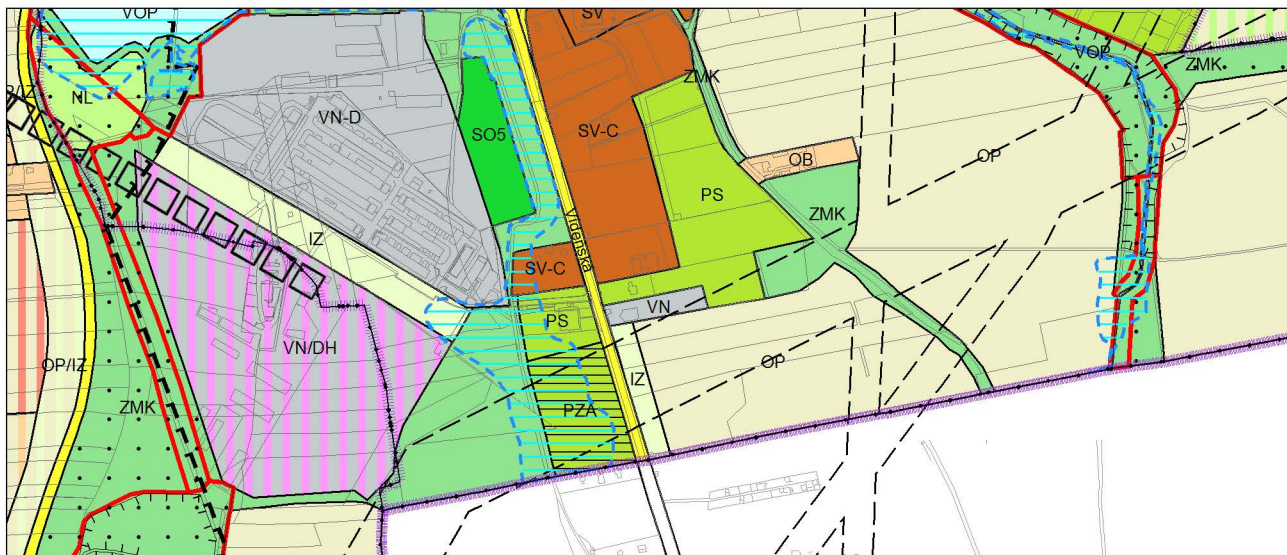 VOP
SV
VOP
ZMK
ZMK
NL
VN-D
SO5
SV-C
OB
OP
PS
ZMK
Vídeňská
IZ
SV-C
VN
PS
VN/DH
OP/IZ
IZ
OP
ZMK
PZA